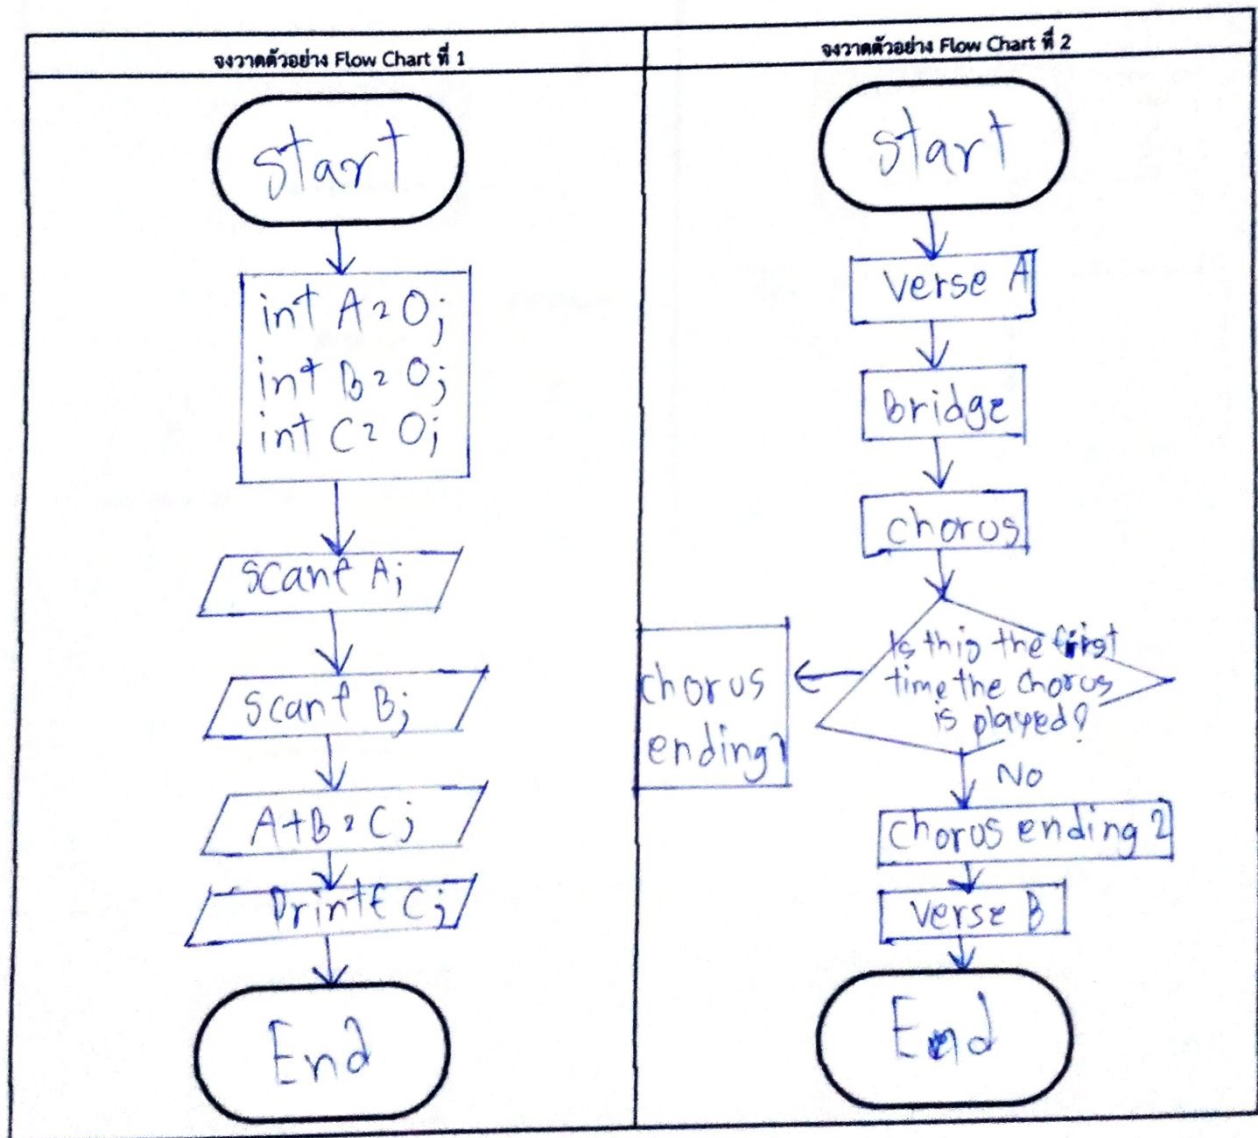 จงวาดตัวอย่าง Flow Chart ที่ 1
Start
int A = 0;
int B = 0;
int C = 0;
Scanf A;
Scanf B;
A+B = C;
Printf C;
End
จงวาดตัวอย่าง Flow Chart ที่ 2
Start
Verse A
Bridge
Chorus
Is this the first
time the Chorus
is played?
chorus
ending 1
No
Chorus ending 2
Verse B
End